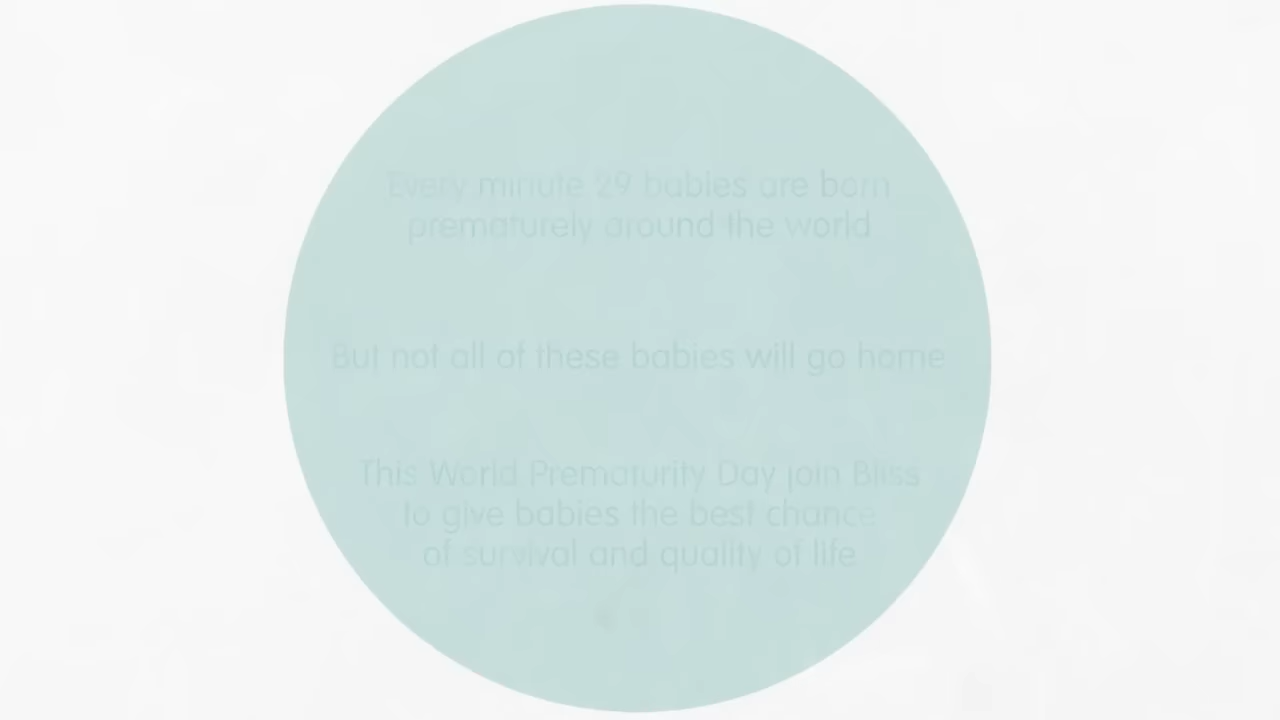 Every minute 29 babies are born
prematurely around the world
But not all of these babies will go home
This World Prematurity Day join Bliss
to give babies the best chance
of survival and quality of life